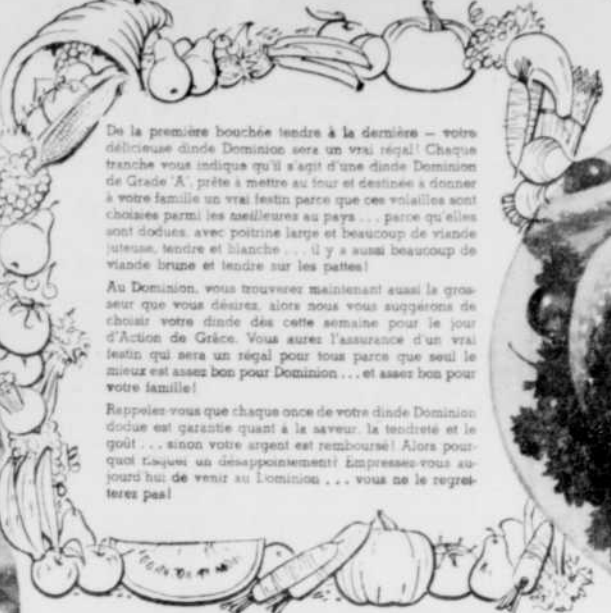 De la première bouchée tendre à la dernière — votre
délicieuse dinde Dominion sera un vrai régal! Chaque
tranche vous indique qu'il s'agit d'une dinde Dominion
de Grade 'A', prête à mettre au four et destinée à donner
à votre famille un vrai festin parce que ces volailles sont
choisies parmi les meilleures au pays . . . parce qu'elles
sont dodues, avec poitrine large et beaucoup de viande
juteuse, tendre et blanche . . . il y a aussi beaucoup de
viande brune et tendre sur les pattes!
Au Dominion, vous trouverez maintenant aussi la gros-
seur que vous désirez, alors nous vous suggérons de
choisir votre dinde dès cette semaine pour le jour
d'Action de Grâce. Vous aurez l'assurance d'un vrai
festin qui sera un régal pour tous parce que seul le
mieux est assez bon pour Dominion . . . et assez bon pour
votre famille!
Rappelez-vous que chaque once de votre dinde Dominion
dodue est garantie quant à la saveur, la tendreté et le
goût . . . sinon votre argent est remboursé! Alors pour-
quoi risquer un désappointement! Empressez-vous au-
jourd'hui de venir au Dominion . . . vous ne le regret-
terez pas!